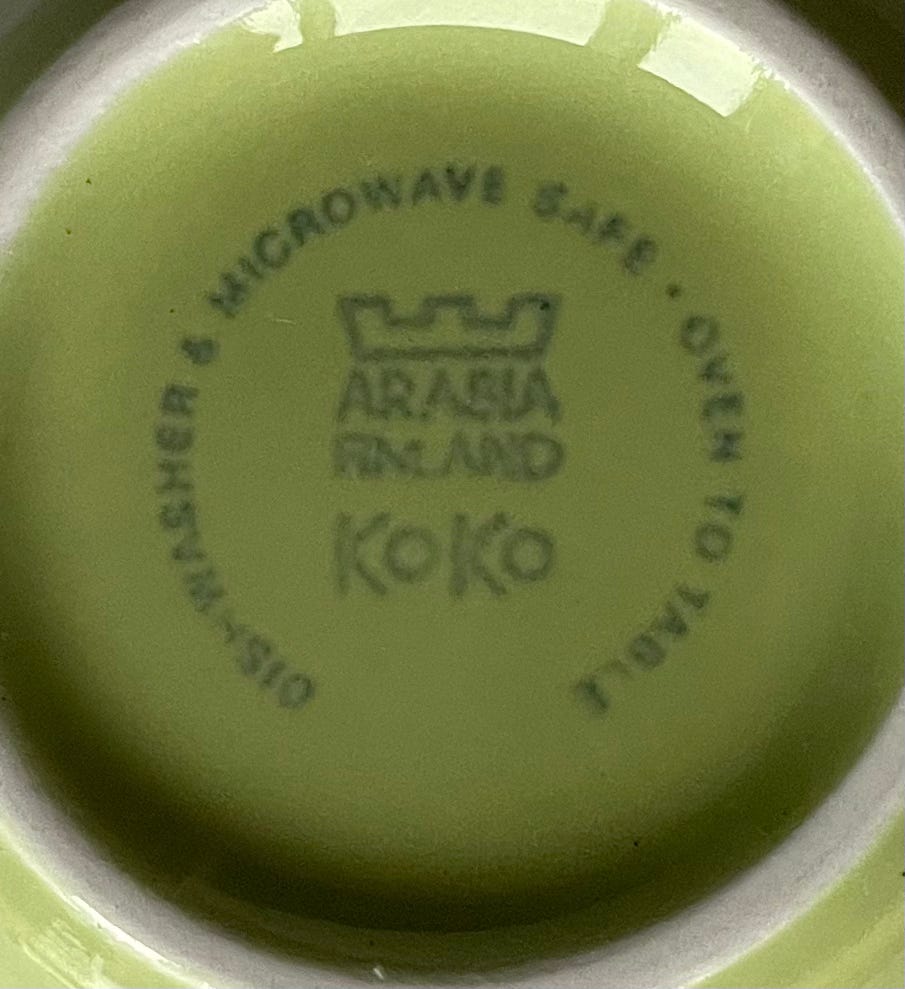 DISHWASHER & MICROWAVE SAFE • OVEN TO TABLE
ARABIA
FINLAND
KoKo